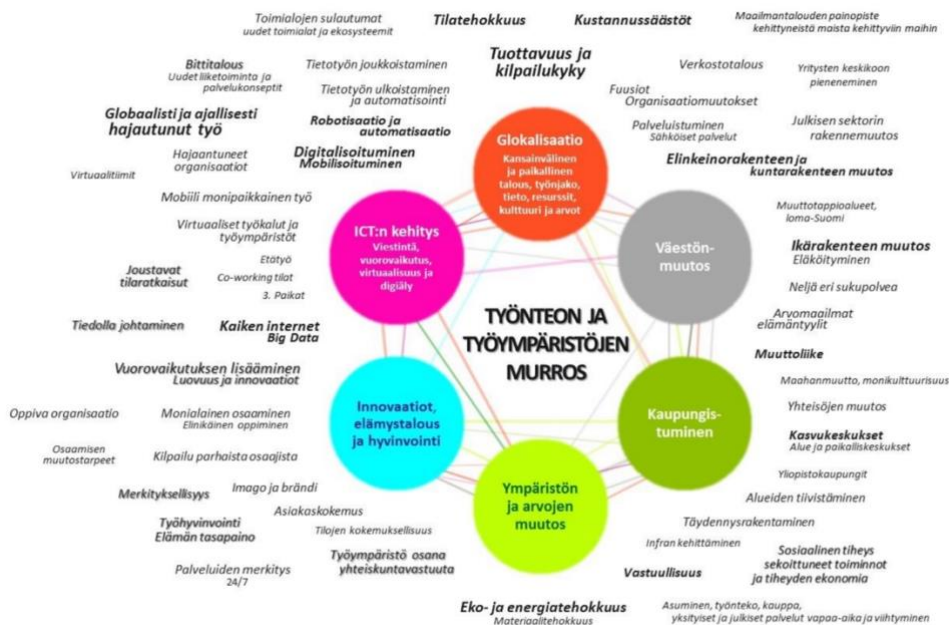 Toimialojen sulautumat
uudet toimialat ja ekosysteemit
Tilatehokkuus
Kustannussäästöt
Maailmantalouden painopiste
kehittyneistä maista kehittyviin maihin
Bittitalous
Uudet liiketoiminta ja
palvelukonseptit
Tietotyön joukkoistaminen
Tuottavuus ja
kilpailukyky
Verkostotalous
Yritysten keskikoon
pieneneminen
Tietotyön ulkoistaminen
ja automatisointi
Fuusiot
Organisaatiomuutokset
Globaalisti ja ajallisesti
hajautunut työ
Robotisaatio ja
automatisaatio
Palveluistuminen
Sähköiset palvelut
Julkisen sektorin
rakennemuutos
Virtuaalitiimit
Hajaantuneet
organisaatiot
Digitalisoituminen
Mobilisoituminen
Glokalisaatio
Kansainvälinen
ja paikallinen
talous, työnjako,
tieto, resurssit,
kulttuuri ja arvot
Elinkeinorakenteen ja
kuntarakenteen muutos
Mobiili monipaikkainen työ
Muuttotappioalueet,
loma-Suomi
Virtuaaliset työkalut ja
työympäristöt
ICT:n kehitys
Viestintä,
vuorovaikutus,
virtuaalisuus ja
digiäly
Väestön-
muutos
Ikärakenteen muutos
Eläköityminen
Joustavat
tilaratkaisut
Etätyö
Co-working tilat
3. Paikat
Neljä eri sukupolvea
Arvomaailmat
elämäntyylit
Tiedolla johtaminen
Kaiken internet
Big Data
TYÖNTEON JA
TYÖYMPÄRISTÖJEN
MURROS
Muuttoliike
Vuorovaikutuksen lisääminen
Luovuus ja innovaatiot
Maahanmuutto, monikulttuurisuus
Oppiva organisaatio
Monialainen osaaminen
Elinikäinen oppiminen
Innovaatiot,
elämystalous
ja hyvinvointi
Kaupungis-
tuminen
Yhteisöjen muutos
Kasvukeskukset
Alue ja paikalliskeskukset
Osaamisen
muutostarpeet
Kilpailu parhaista osaajista
Yliopistokaupungit
Merkityksellisyys
Imago ja brändi
Ympäristön
ja arvojen
muutos
Alueiden tiivistäminen
Asiakaskokemus
Työhyvinvointi
Elämän tasapaino
Tilojen kokemuksellisuus
Täydennysrakentaminen
Infran kehittäminen
Palveluiden merkitys
24/7
Työympäristö osana
yhteiskuntavastuuta
Vastuullisuus
Sosiaalinen tiheys
sekoittuneet toiminnot
ja tiheyden ekonomia
Eko- ja energiatehokkuus
Materiaalitehokkuus
Asuminen, työnteko, kauppa,
yksityiset ja julkiset palvelut vapaa-aika ja viihtyminen